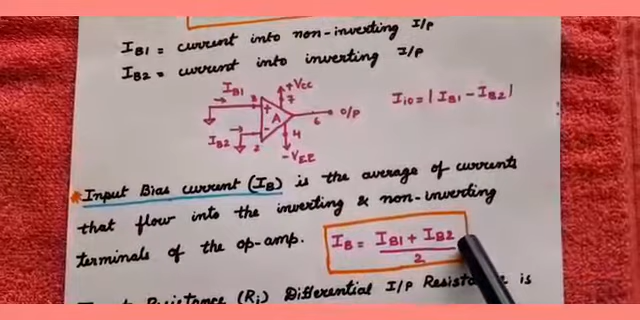 IB1 = current into non-inverting I/P
IB2 = current into inverting I/P
IB1
+VCC
3
7
+
A
-
6
O/P
IB2
2
4
-VEE
Iio = | IB1 - IB2 |
*Input Bias current (IB) is the average of currents
that flow into the inverting & non-inverting
terminals of the op-amp.
IB = IB1 + IB2
2
Resistance (Ri) Differential I/P Resistance is